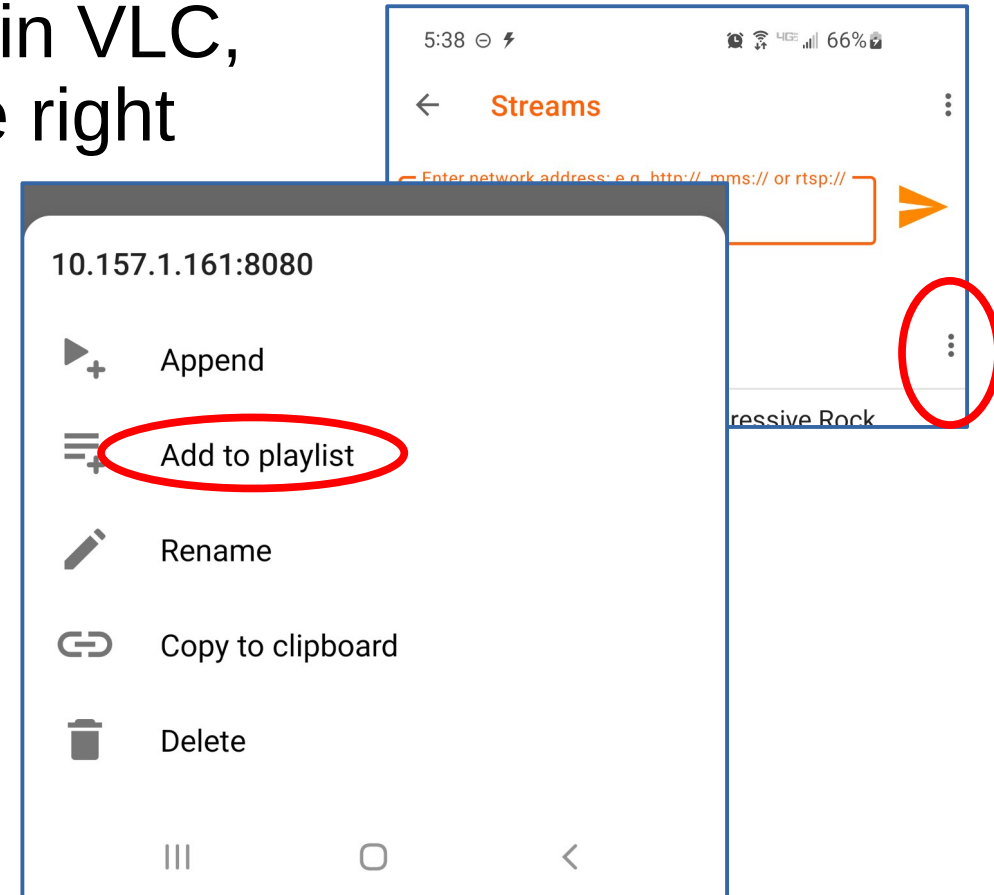 in VLC,
right
5:38
4GE 66%
Streams
Enter network address: e.g. http://, mms:// or rtsp://
ressive Rock
10.157.1.161:8080
Append
Add to playlist
Rename
Copy to clipboard
Delete